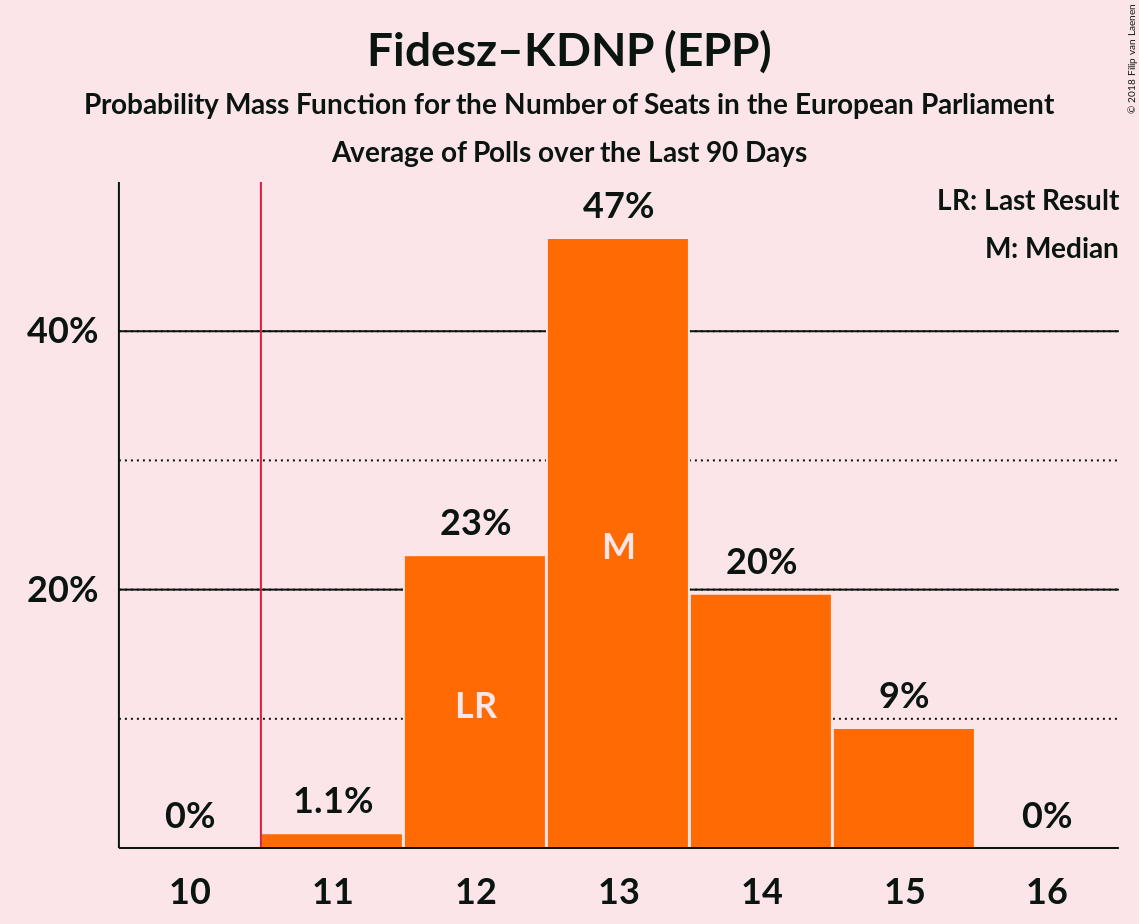 Fidesz–KDNP (EPP)
Probability Mass Function for the Number of Seats in the European Parliament
Average of Polls over the Last 90 Days
© 2018 Filip van Laenen
LR: Last Result
M: Median
47%
40%
23%
M
20%
20%
LR
9%
1.1%
0%
0%
10 11 12 13 14 15 16